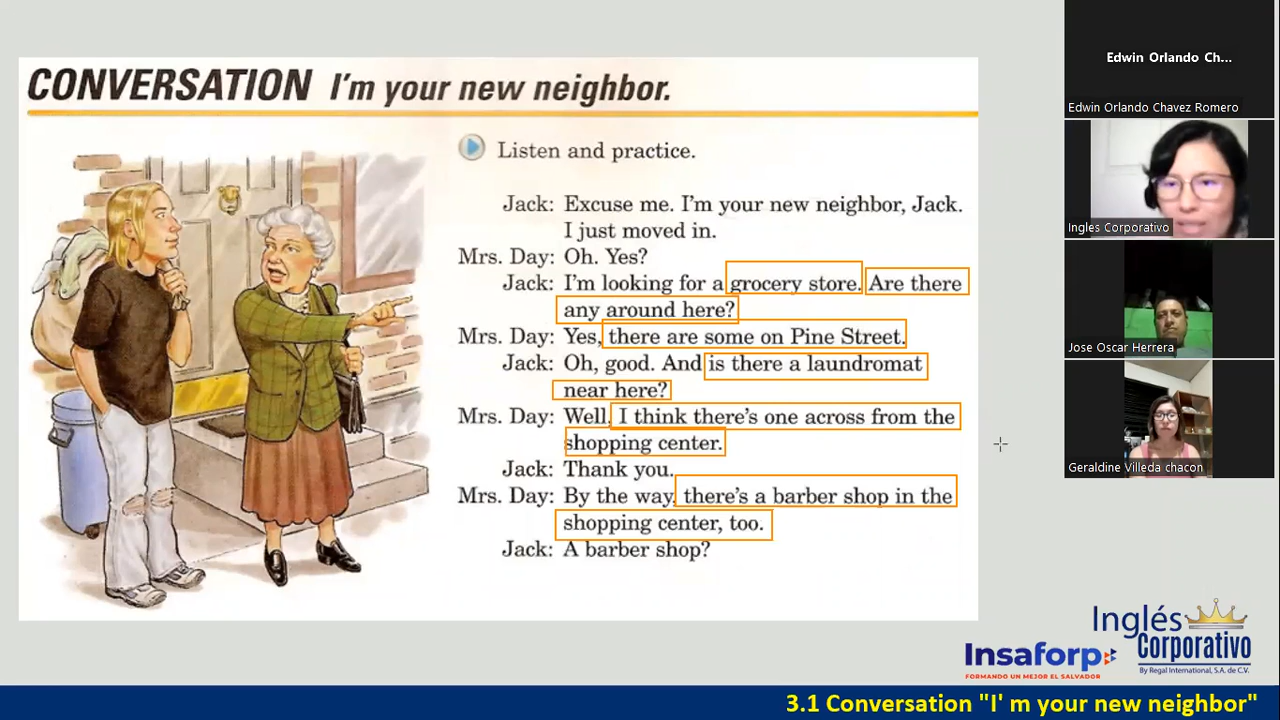 CONVERSATION I'm your new neighbor.
Listen and practice.
Jack: Excuse me. I'm your new neighbor, Jack.
I just moved in.
Mrs. Day: Oh. Yes?
Jack: I'm looking for a grocery store. Are there
any around here?
Mrs. Day: Yes, there are some on Pine Street.
Jack: Oh, good. And is there a laundromat
near here?
Mrs. Day: Well, I think there's one across from the
shopping center.
Jack: Thank you.
Mrs. Day: By the way, there's a barber shop in the
shopping center, too.
Jack: A barber shop?
Edwin Orlando Ch...
Edwin Orlando Chavez Romero
Ingles Corporativo
Jose Oscar Herrera
Geraldine Villeda chacon
Insaforp
FORMANDO UN MEJOR EL SALVADOR
Inglés
Corporativo
By Regal International, S.A. de C.V.
3.1 Conversation "I' m your new neighbor"